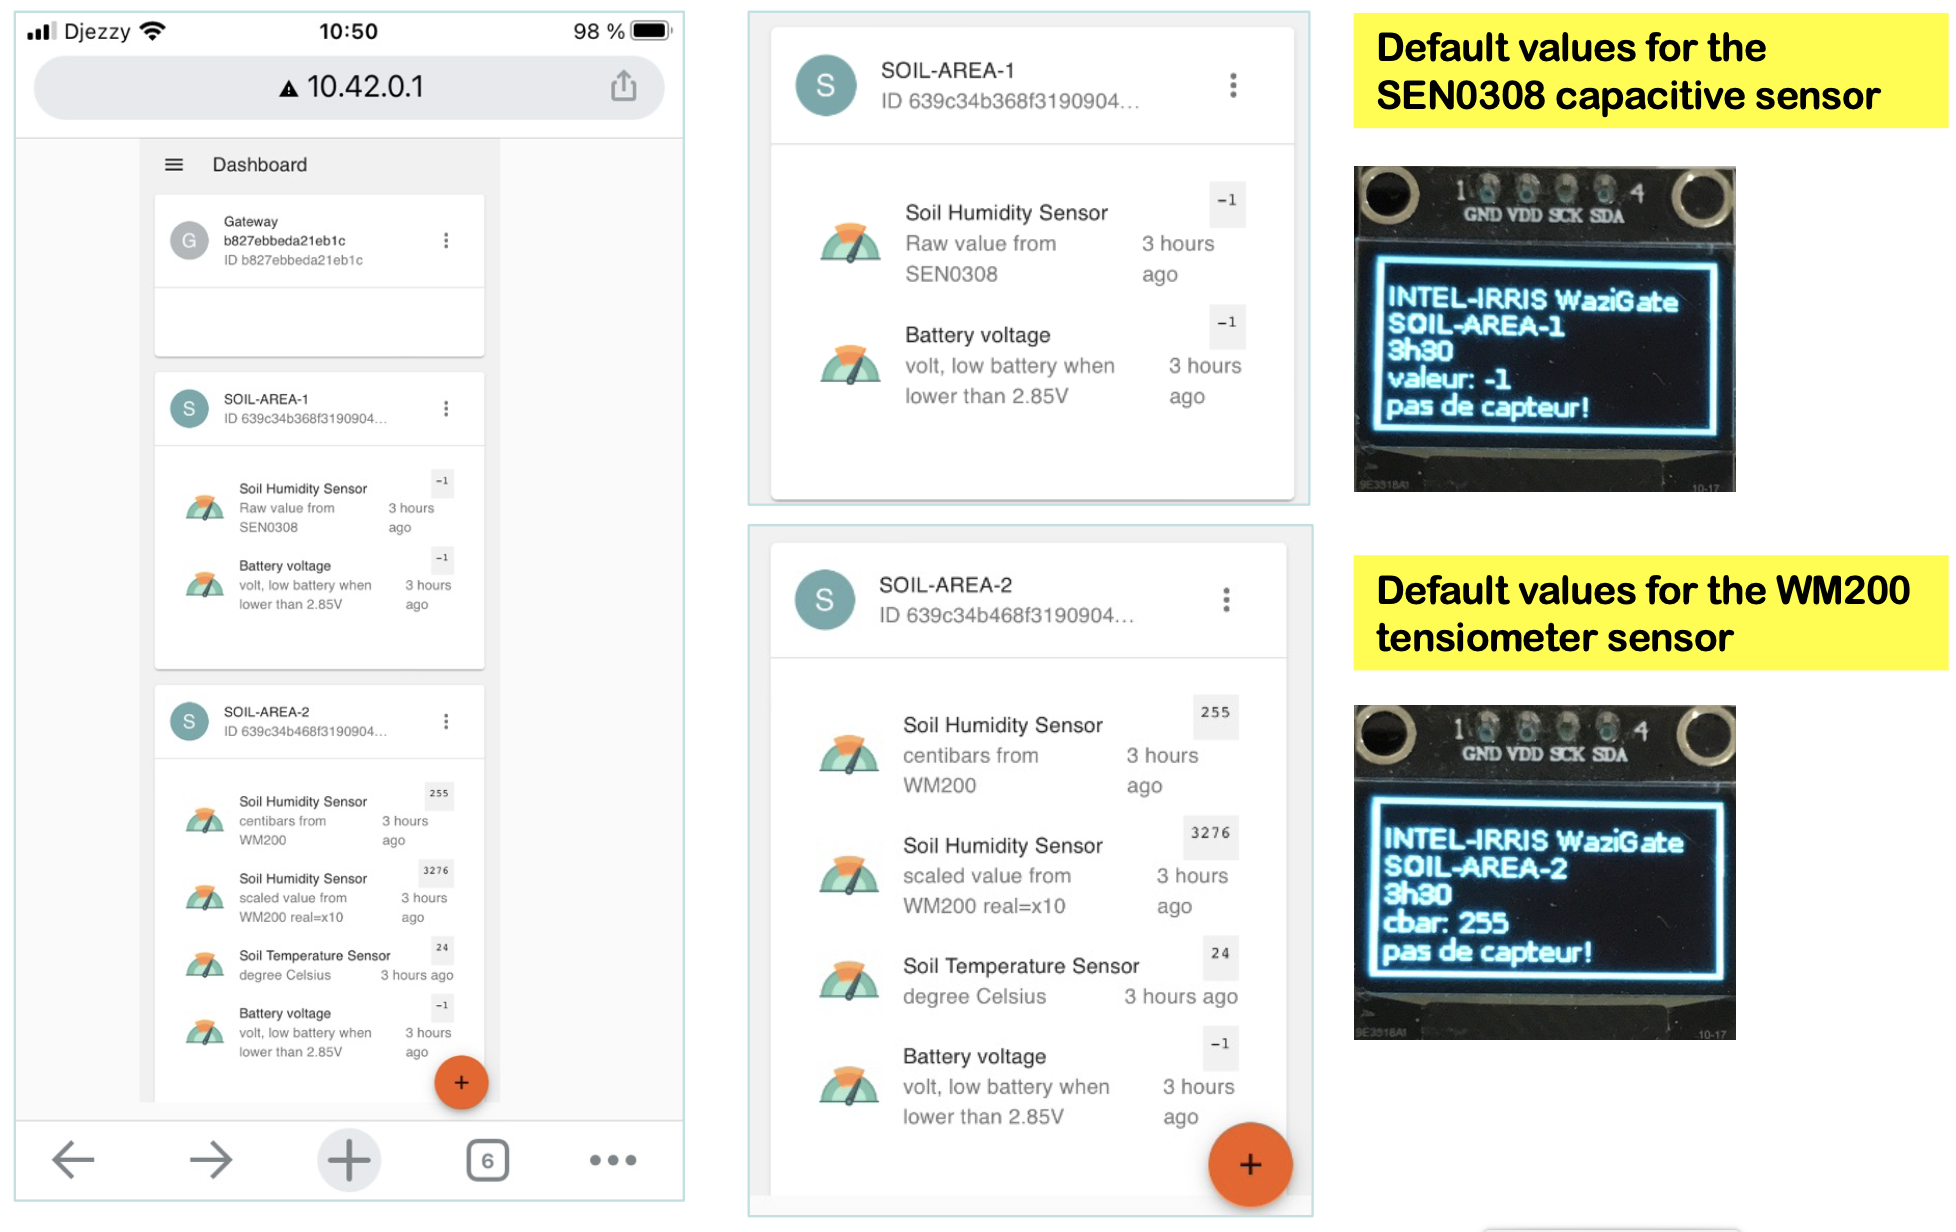 Djezzy
10:50
98 %
10.42.0.1
Dashboard
G
Gateway
b827ebbeda21eb1c
ID b827ebbeda21eb1c
S
SOIL-AREA-1
ID 639c34b368f3190904...
-1
Soil Humidity Sensor
Raw value from
SEN0308
3 hours
ago
-1
Battery voltage
volt, low battery when
lower than 2.85V
3 hours
ago
S
SOIL-AREA-2
ID 639c34b468f3190904...
255
Soil Humidity Sensor
centibars from
WM200
3 hours
ago
3276
Soil Humidity Sensor
scaled value from
WM200 real=x10
3 hours
ago
24
Soil Temperature Sensor
degree Celsius
3 hours ago
-1
Battery voltage
volt, low battery when
lower than 2.85V
3 hours
ago
+
6
S
SOIL-AREA-1
ID 639c34b368f3190904...
-1
Soil Humidity Sensor
Raw value from
SEN0308
3 hours
ago
-1
Battery voltage
volt, low battery when
lower than 2.85V
3 hours
ago
S
SOIL-AREA-2
ID 639c34b468f3190904...
255
Soil Humidity Sensor
centibars from
WM200
3 hours
ago
3276
Soil Humidity Sensor
scaled value from
WM200 real=x10
3 hours
ago
24
Soil Temperature Sensor
degree Celsius
3 hours ago
-1
Battery voltage
volt, low battery when
lower than 2.85V
3 hours
ago
+
Default values for the
SEN0308 capacitive sensor
1 4
GND VDD SCK SDA
INTEL-IRRIS WaziGate
SOIL-AREA-1
3h30
valeur: -1
pas de capteur!
10-17
Default values for the WM200
tensiometer sensor
1 4
GND VDD SCK SDA
INTEL-IRRIS WaziGate
SOIL-AREA-2
3h30
cbar: 255
pas de capteur!
10-17